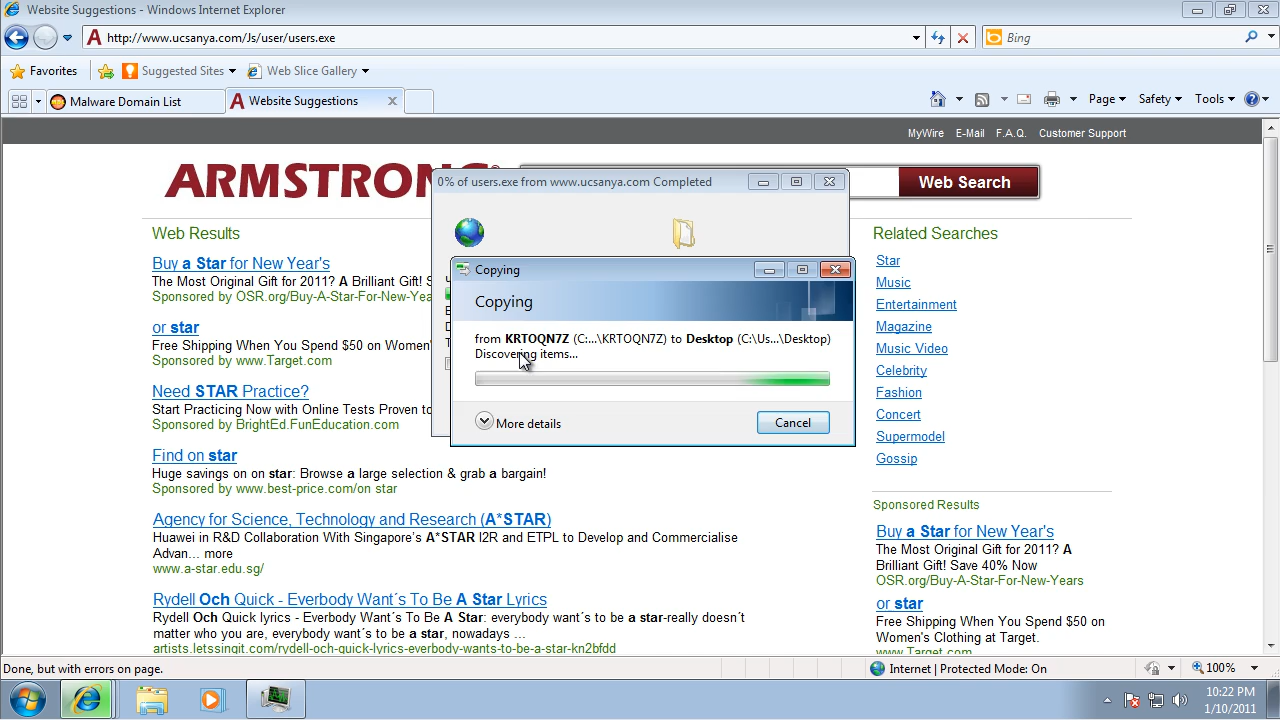 Website Suggestions - Windows Internet Explorer
http://www.ucsanya.com/Js/user/users.exe
Bing
Favorites
Suggested Sites
Web Slice Gallery
Malware Domain List
Website Suggestions
Page
Safety
Tools
MyWire E-Mail F.A.Q. Customer Support
ARMSTRONG
Web Search
0% of users.exe from www.ucsanya.com Completed
Copying
Copying
from KRTOQN7Z (C...\KRTOQN7Z) to Desktop (C:\Us...\Desktop)
Discovering items...
More details
Cancel
Web Results
Buy a Star for New Year's
The Most Original Gift for 2011? A Brilliant Gift! S
Sponsored by OSR.org/Buy-A-Star-For-New-Yea
or star
Free Shipping When You Spend $50 on Women'
Sponsored by www.Target.com
Need STAR Practice?
Start Practicing Now with Online Tests Proven to
Sponsored by BrightEd.FunEducation.com
Find on star
Huge savings on on star: Browse a large selection & grab a bargain!
Sponsored by www.best-price.com/on star
Agency for Science, Technology and Research (A*STAR)
Huawei in R&D Collaboration With Singapore's A*STAR I2R and ETPL to Develop and Commercialise
Advan... more
www.a-star.edu.sg/
Rydell Och Quick - Everbody Want´s To Be A Star Lyrics
Rydell Och Quick lyrics - Everbody Want´s To Be A Star: everybody want´s to be a star-really doesn´t
matter who you are, everybody want´s to be a star, nowadays ...
artists.letssingit.com/rydell-och-quick-lyrics-everbody-wants-to-be-a-star-kn2bfdd
Related Searches
Star
Music
Entertainment
Magazine
Music Video
Celebrity
Fashion
Concert
Supermodel
Gossip
Sponsored Results
Buy a Star for New Year's
The Most Original Gift for 2011? A
Brilliant Gift! Save 40% Now
OSR.org/Buy-A-Star-For-New-Years
or star
Free Shipping When You Spend $50 on
Women's Clothing at Target.
www.Target.com
Done, but with errors on page.
Internet | Protected Mode: On
100%
10:22 PM
1/10/2011